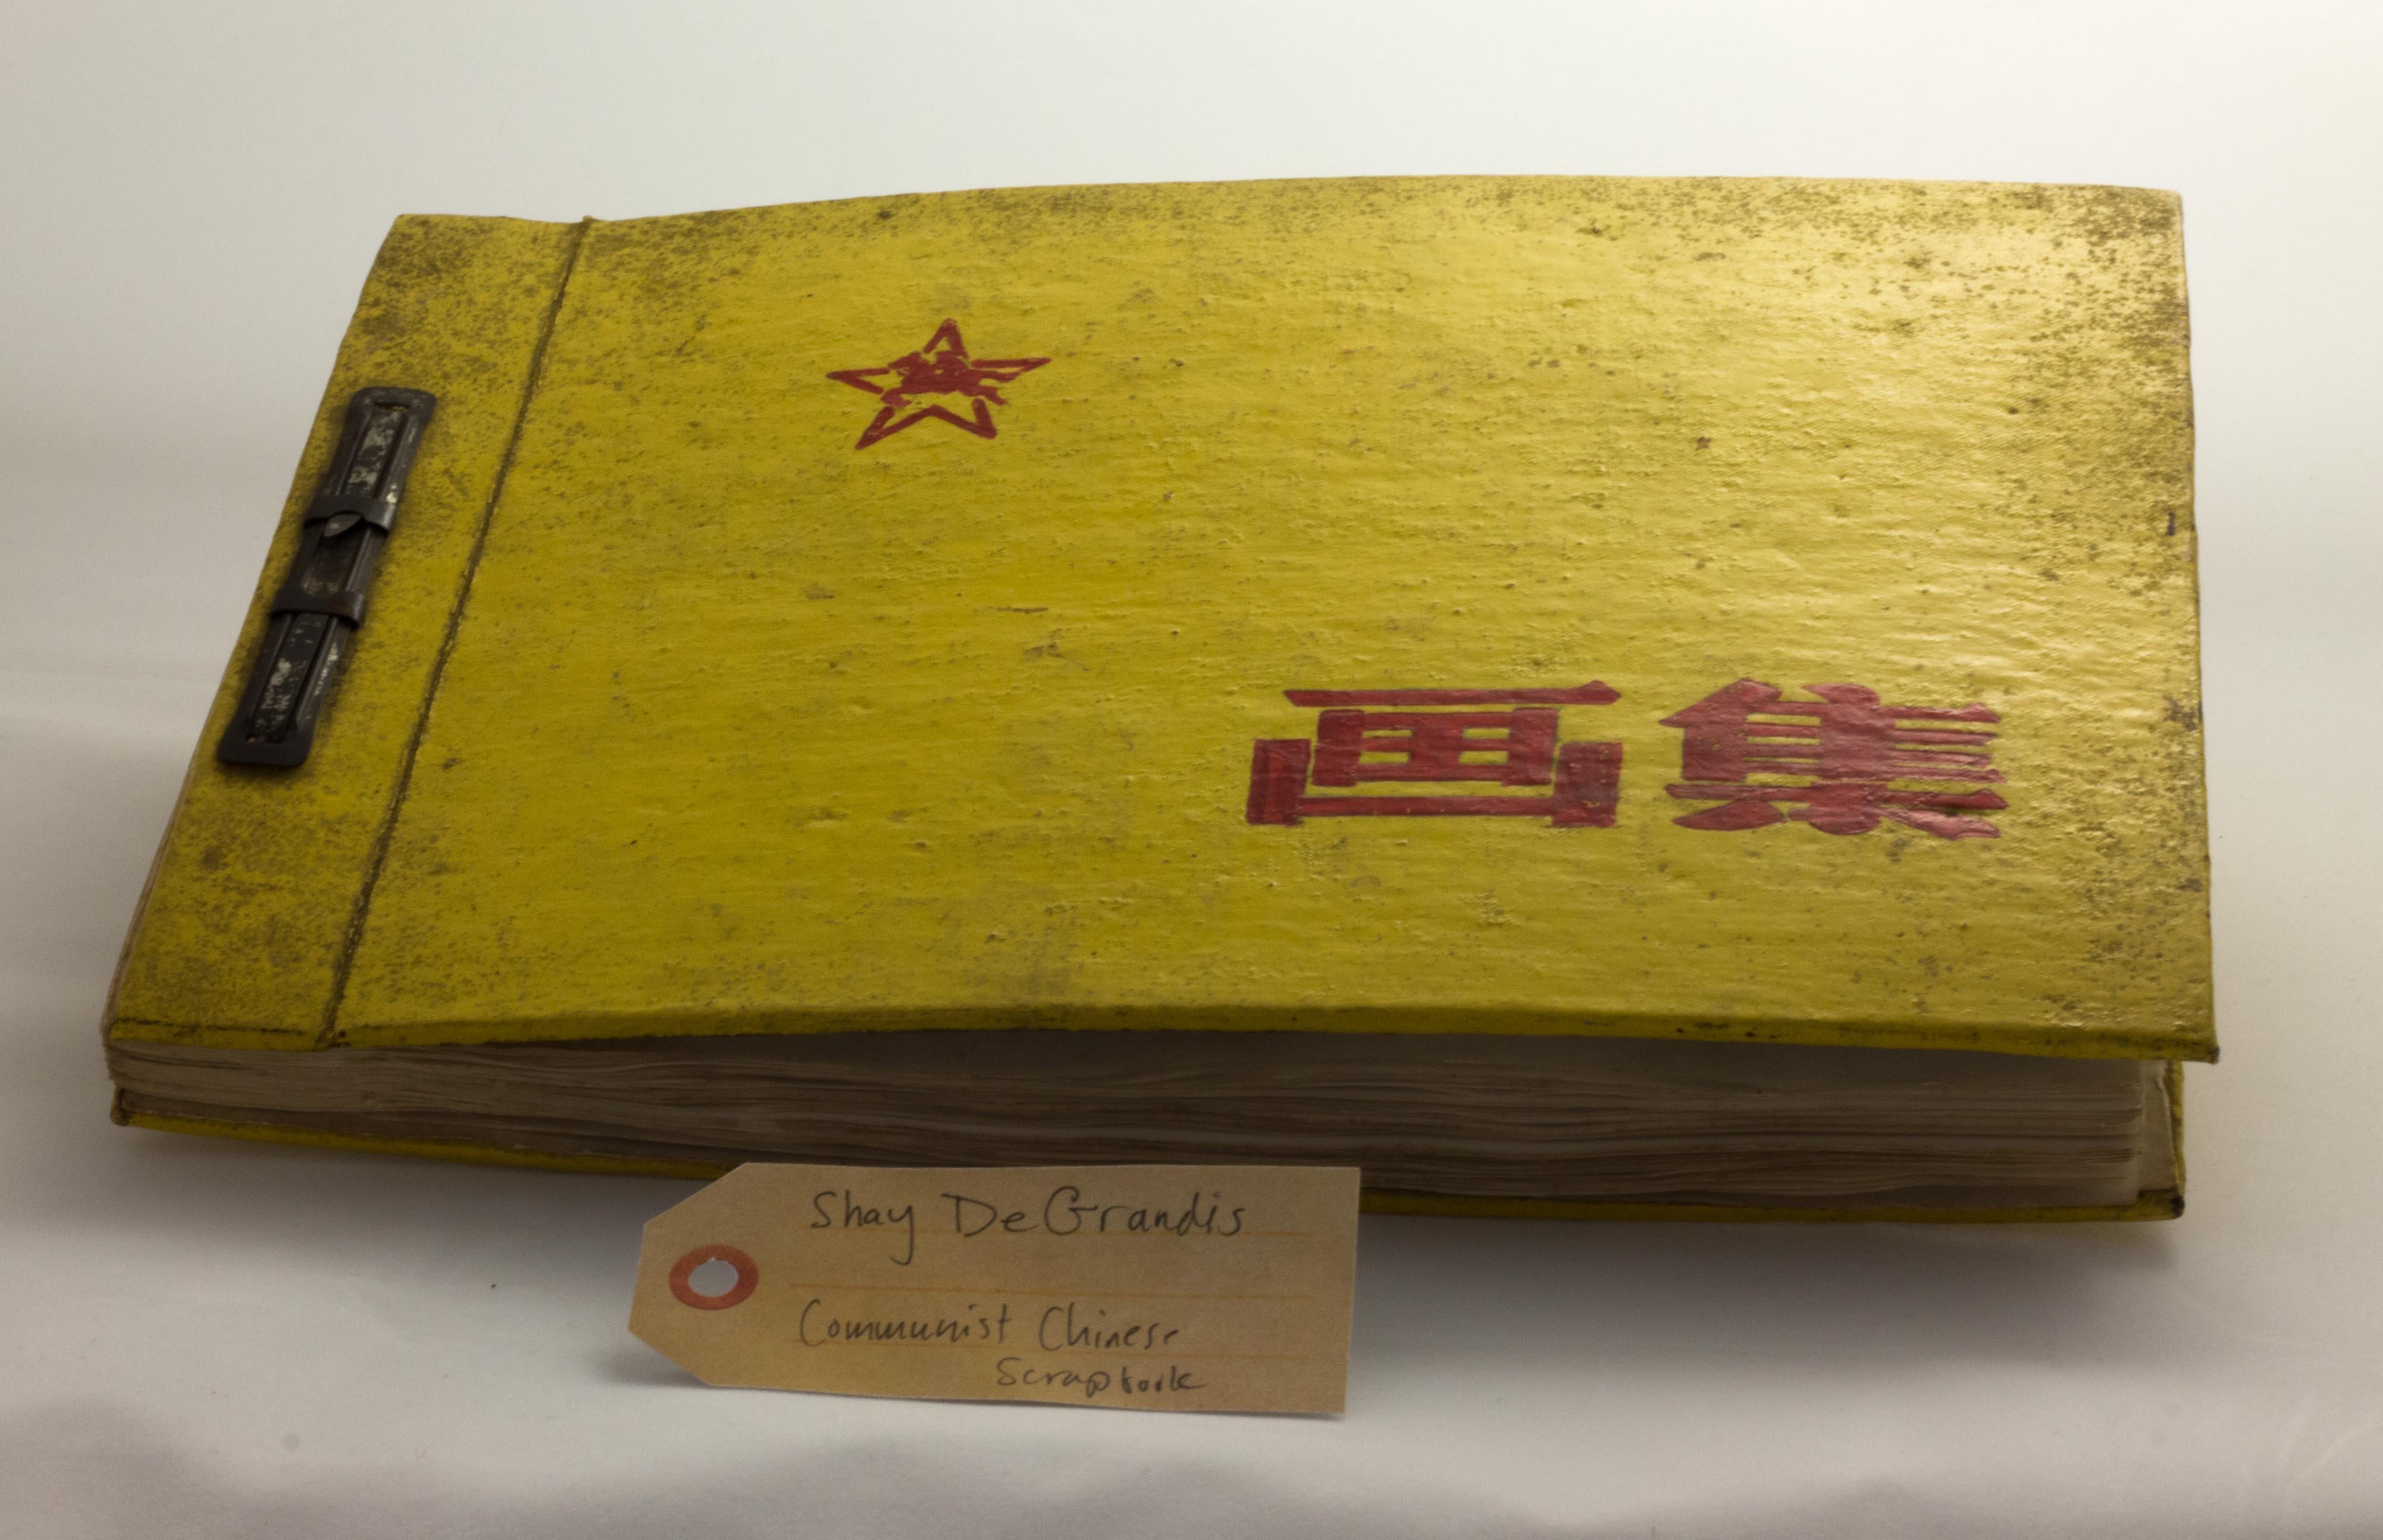 画集
Shay DeGrandis
Communist Chinese
Scrapbook